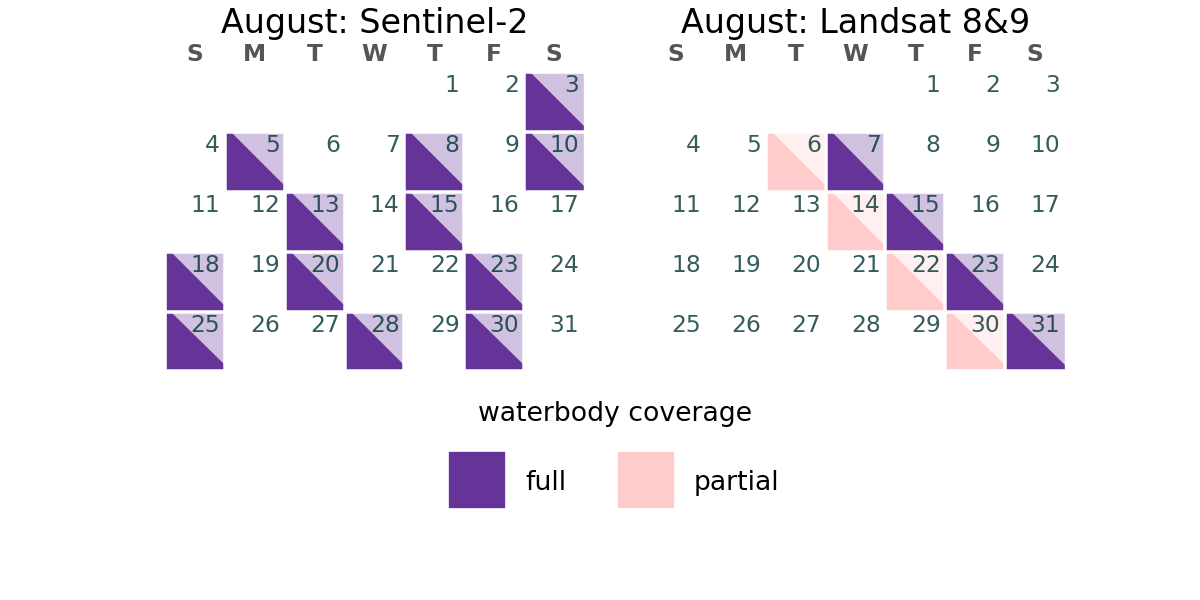 August: Sentinel-2
S M T W T F S
1 2 3
4 5 6 7 8 9 10
11 12 13 14 15 16 17
18 19 20 21 22 23 24
25 26 27 28 29 30 31
August: Landsat 8&9
S M T W T F S
1 2 3
4 5 6 7 8 9 10
11 12 13 14 15 16 17
18 19 20 21 22 23 24
25 26 27 28 29 30 31
waterbody coverage
full
partial